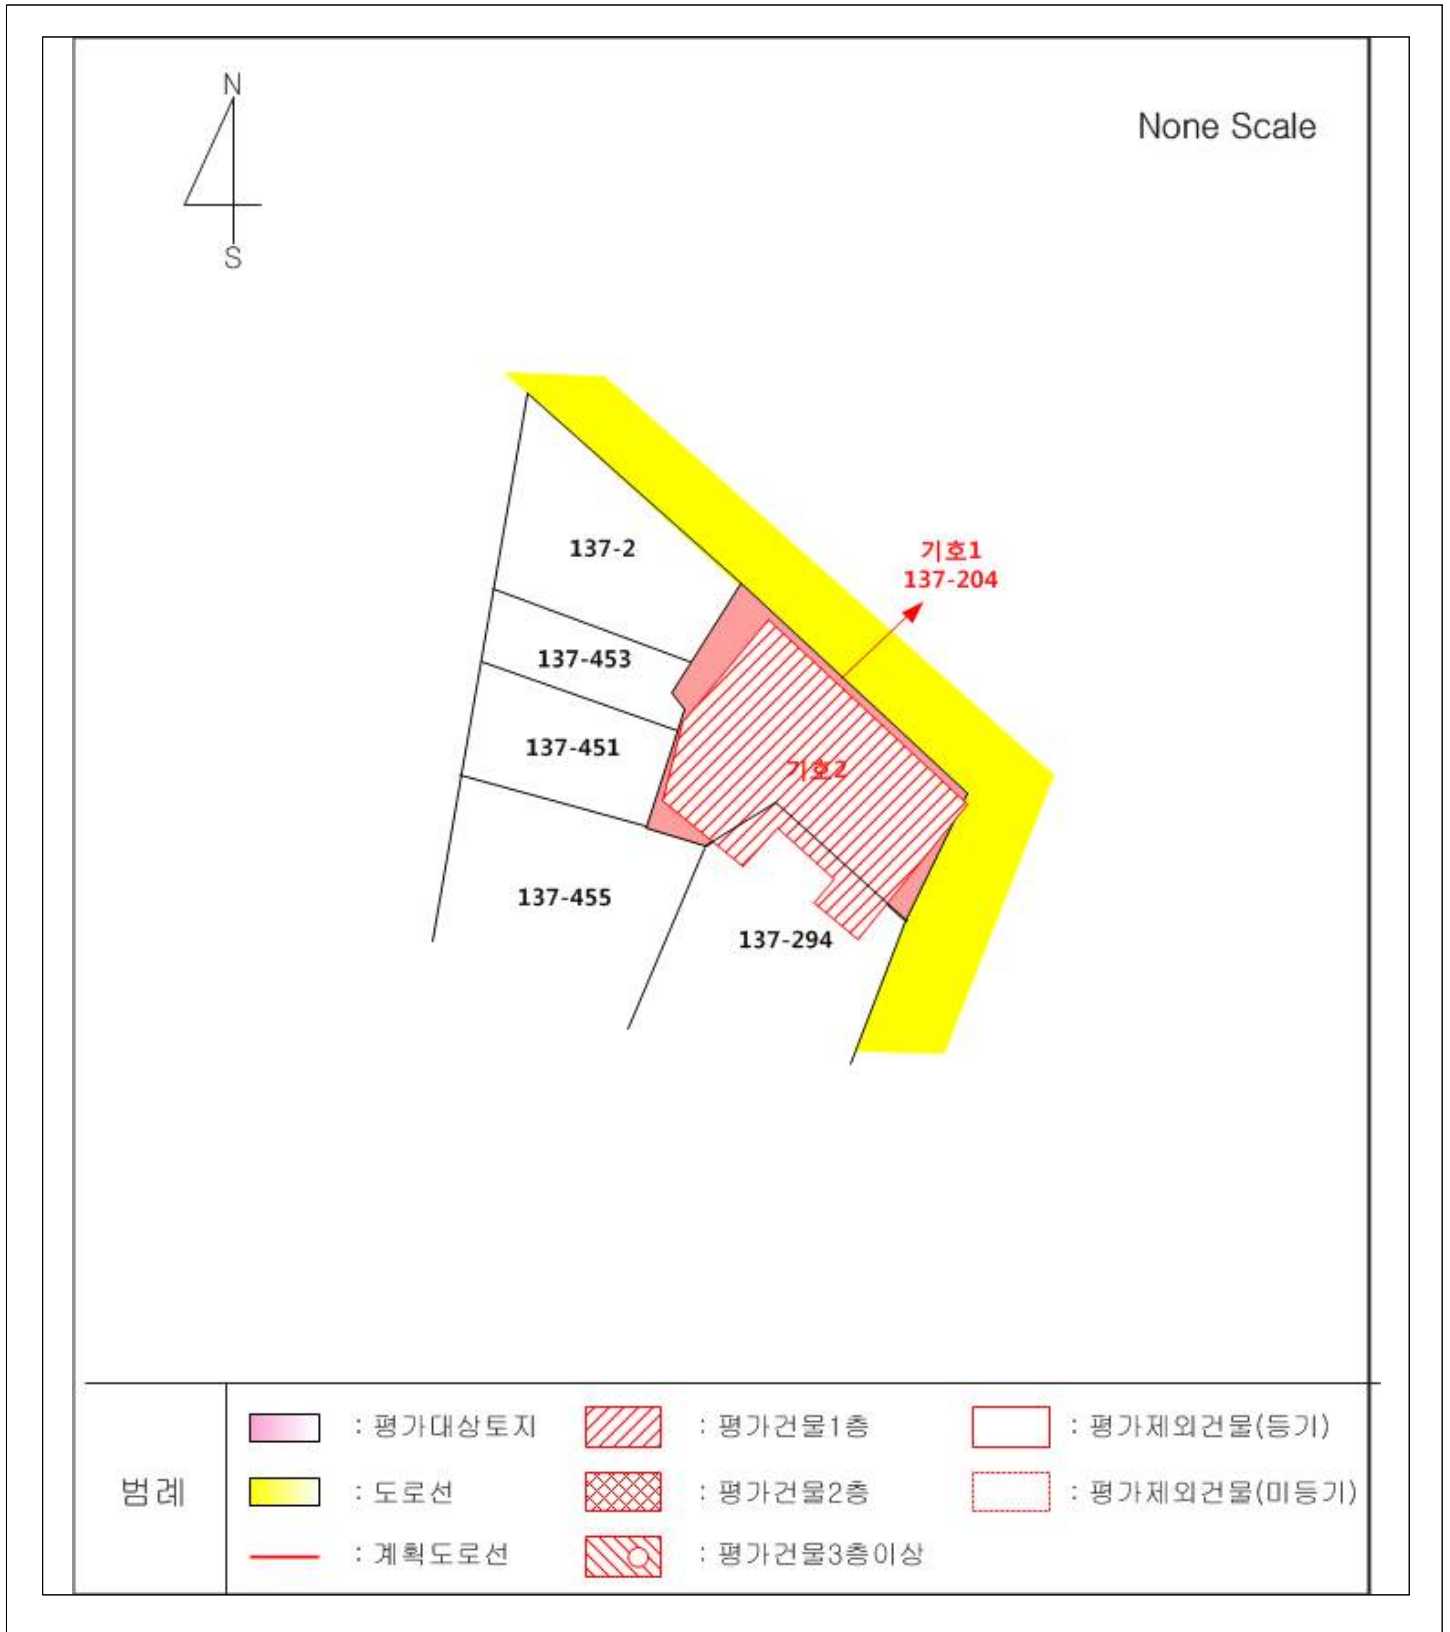 N
None Scale
S
137-2
기호1
137-204
137-453
137-451
기호2
137-455
137-294
범례
: 평가대상토지
: 평가건물1층
: 평가제외건물(등기)
: 도로선
: 평가건물2층
: 평가제외건물(미등기)
: 계획도로선
: 평가건물3층이상